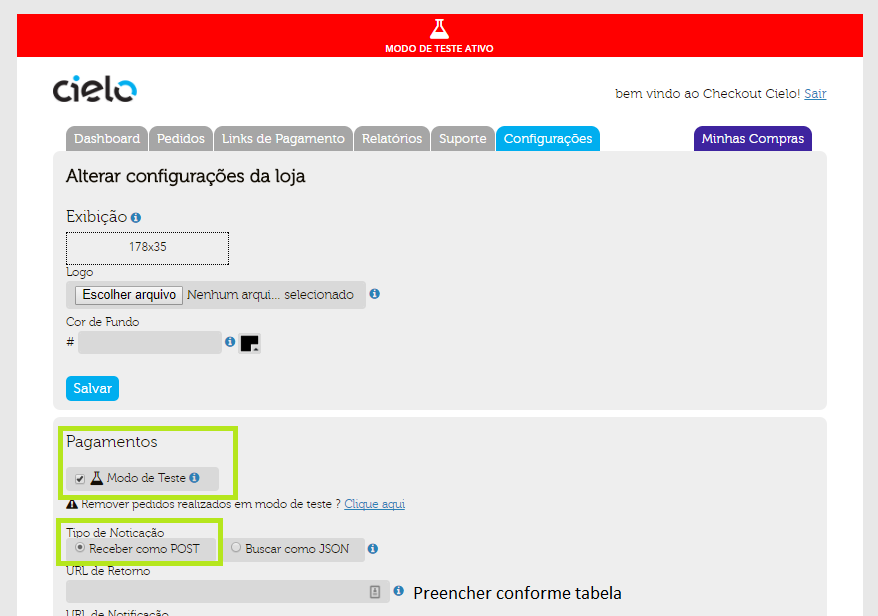 MODO DE TESTE ATIVO
cielo
bem vindo ao Checkout Cielo! Sair
Dashboard Pedidos Links de Pagamento Relatórios Suporte Configurações Minhas Compras
Alterar configurações da loja
Exibição
178x35
Logo
Escolher arquivo Nenhum arqui... selecionado
Cor de Fundo
#
Salvar
Pagamentos
Modo de Teste
Remover pedidos realizados em modo de teste ? Clique aqui
Tipo de Noticação
Receber como POST Buscar como JSON
URL de Retorno
Preencher conforme tabela
URL de Notificação